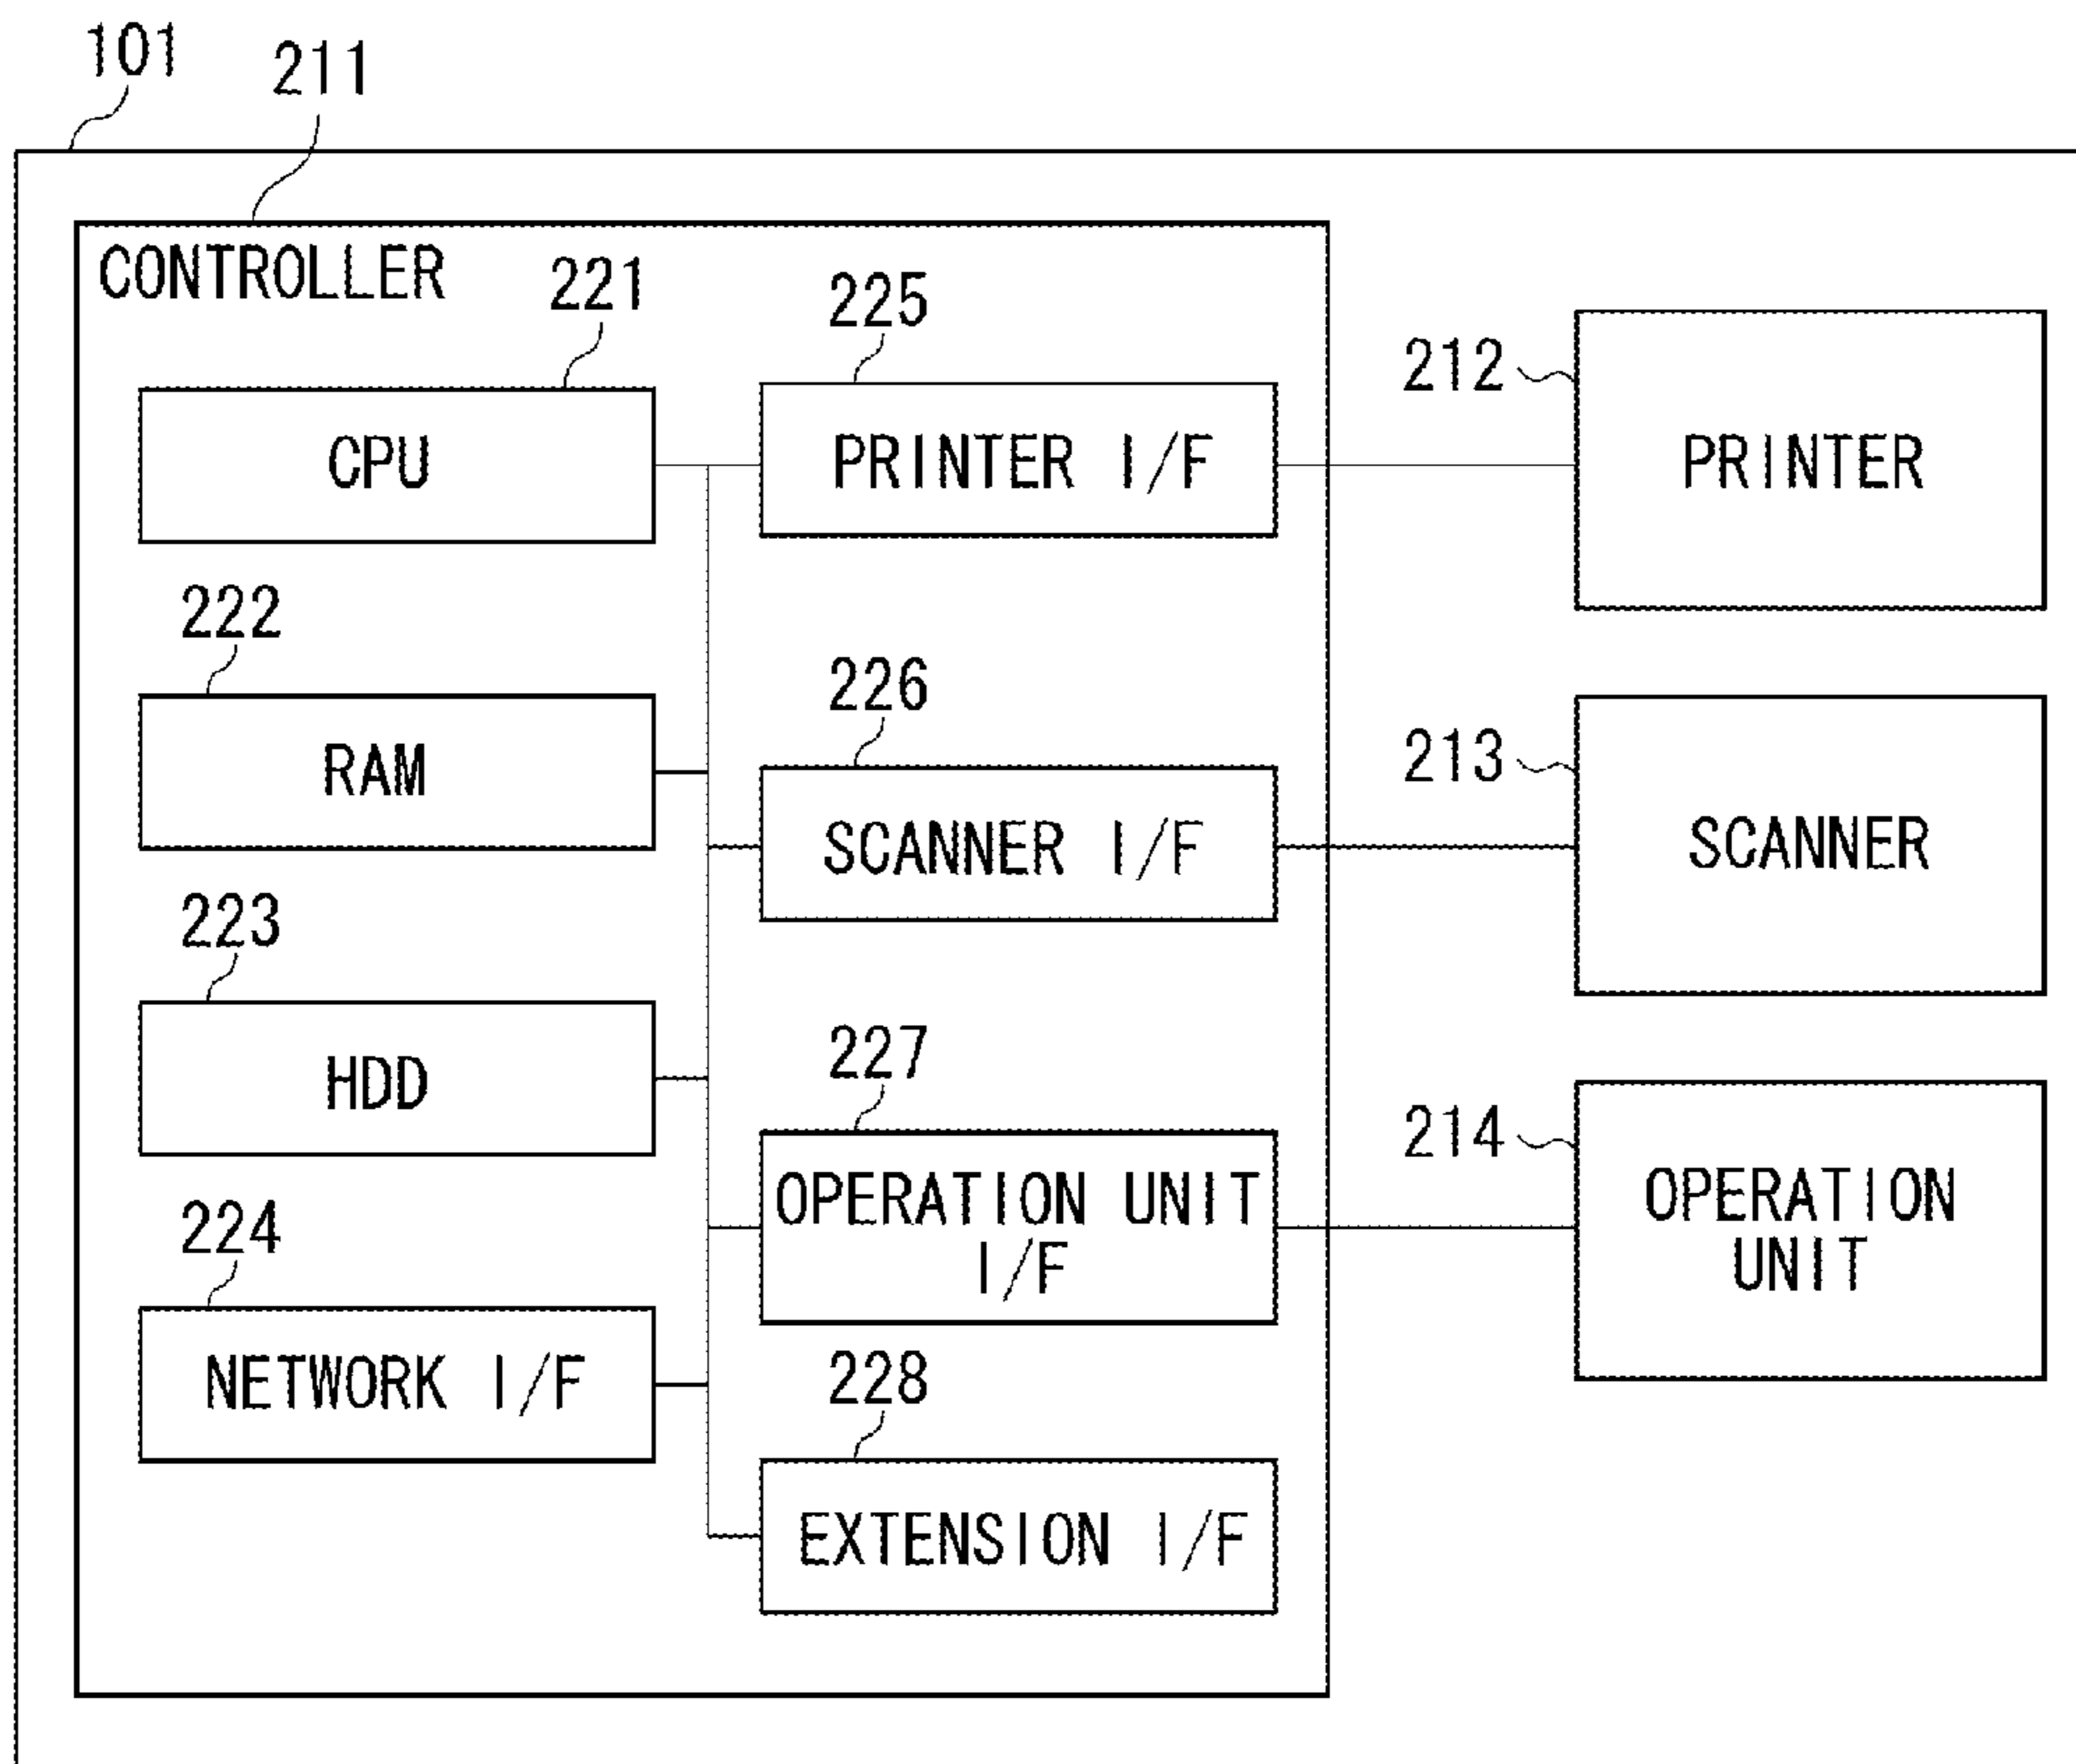 101
211
CONTROLLER
221
225
CPU
PRINTER I/F
212
PRINTER
222
226
RAM
SCANNER I/F
213
SCANNER
223
227
HDD
OPERATION UNIT
I/F
214
OPERATION
UNIT
224
228
NETWORK I/F
EXTENSION I/F